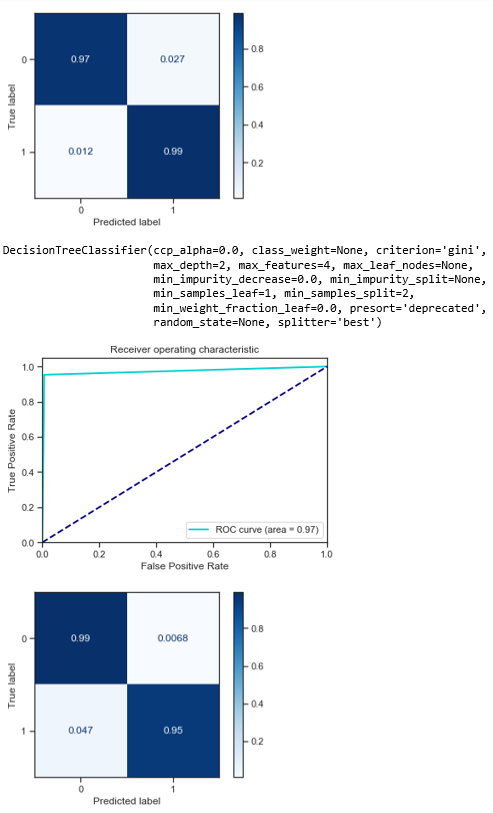 0.97 0.027
0.012 0.99
0
1
True label
0 1
Predicted label
0.8
0.6
0.4
0.2
DecisionTreeClassifier(ccp_alpha=0.0, class_weight=None, criterion='gini',
max_depth=2, max_features=4, max_leaf_nodes=None,
min_impurity_decrease=0.0, min_impurity_split=None,
min_samples_leaf=1, min_samples_split=2,
min_weight_fraction_leaf=0.0, presort='deprecated',
random_state=None, splitter='best')
Receiver operating characteristic
1.0
0.8
0.6
0.4
0.2
0.0
True Positive Rate
ROC curve (area = 0.97)
0.0 0.2 0.4 0.6 0.8 1.0
False Positive Rate
0.99 0.0068
0.047 0.95
0
1
True label
0 1
Predicted label
0.8
0.6
0.4
0.2